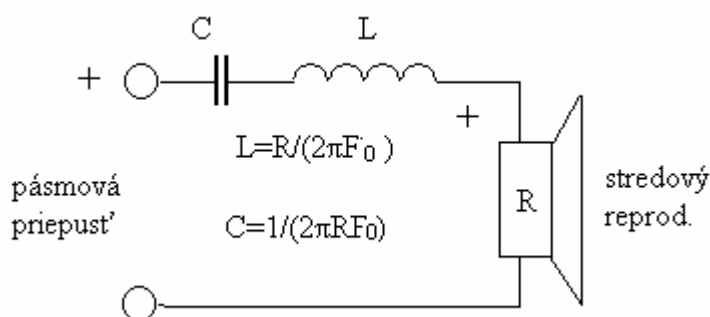 C
L
+
+
L=R/(2πF₀)
pásmová
priepusť
C=1/(2πRF₀)
R
stredový
reprod.